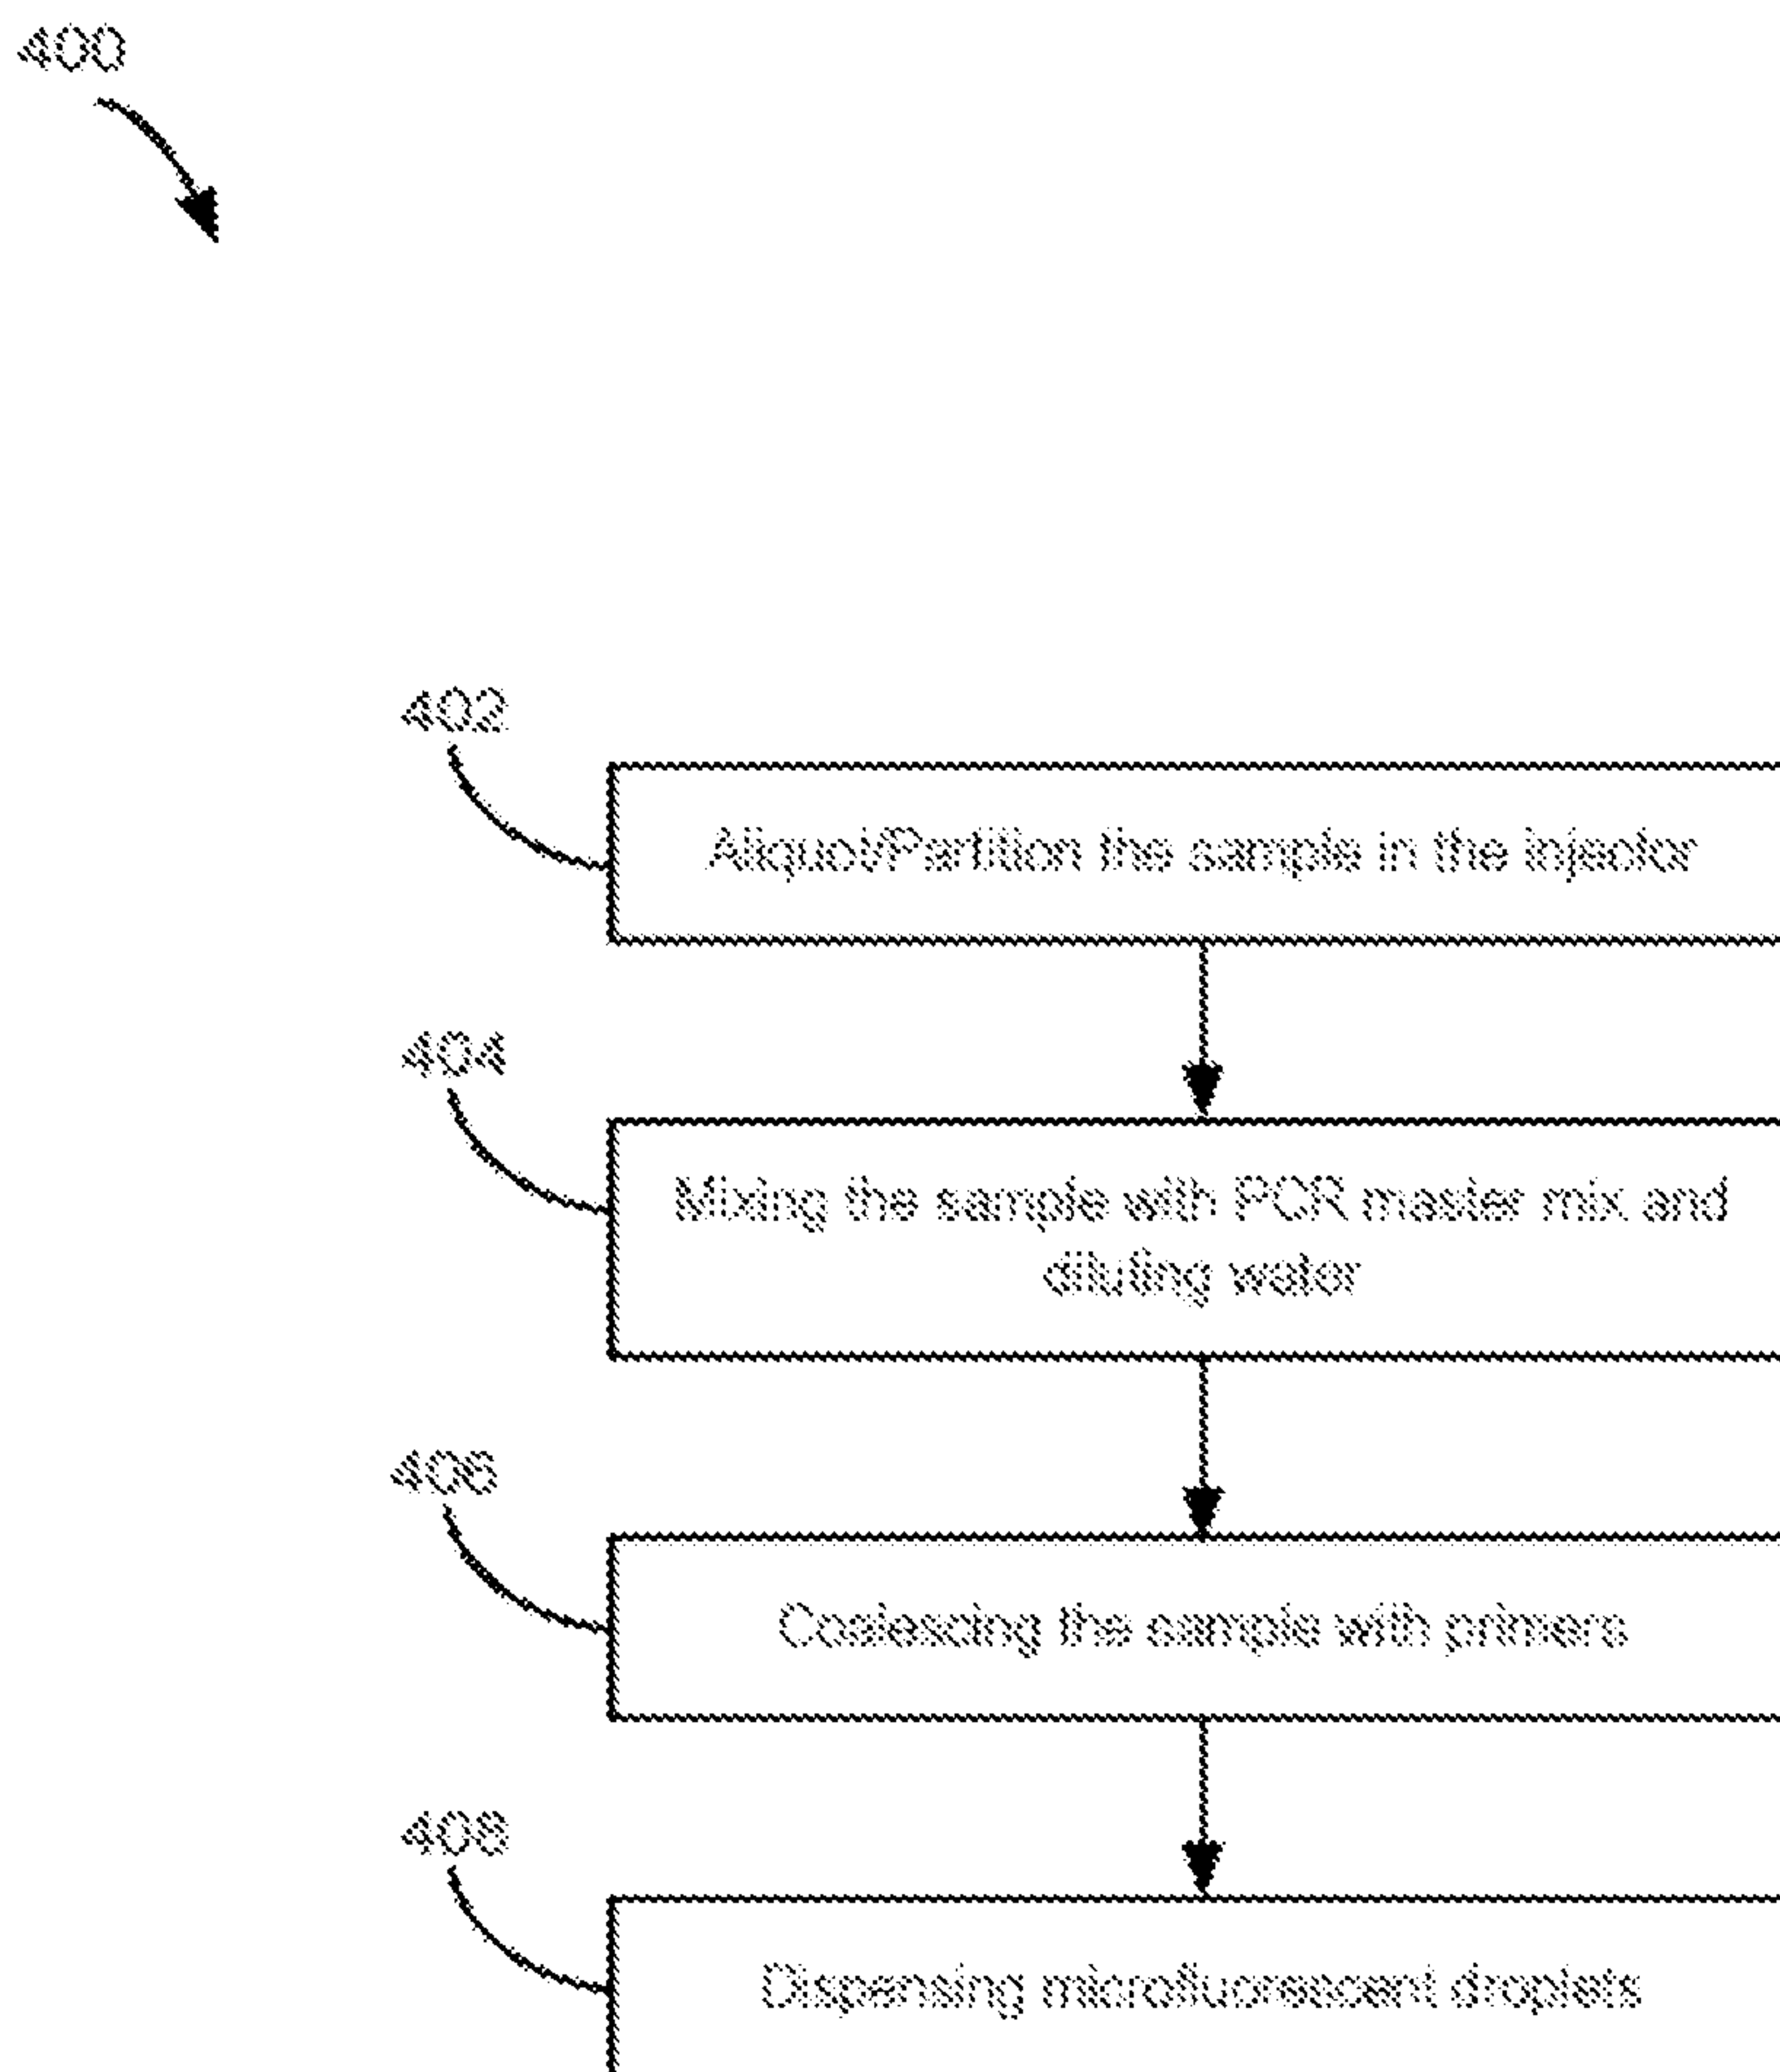 400
402
Aliquot/Partition the sample in the injector
404
Mixing the sample with PCR master mix and
diluting water
406
Coalescing the sample with primers
408
Dispensing microfluorescent droplets